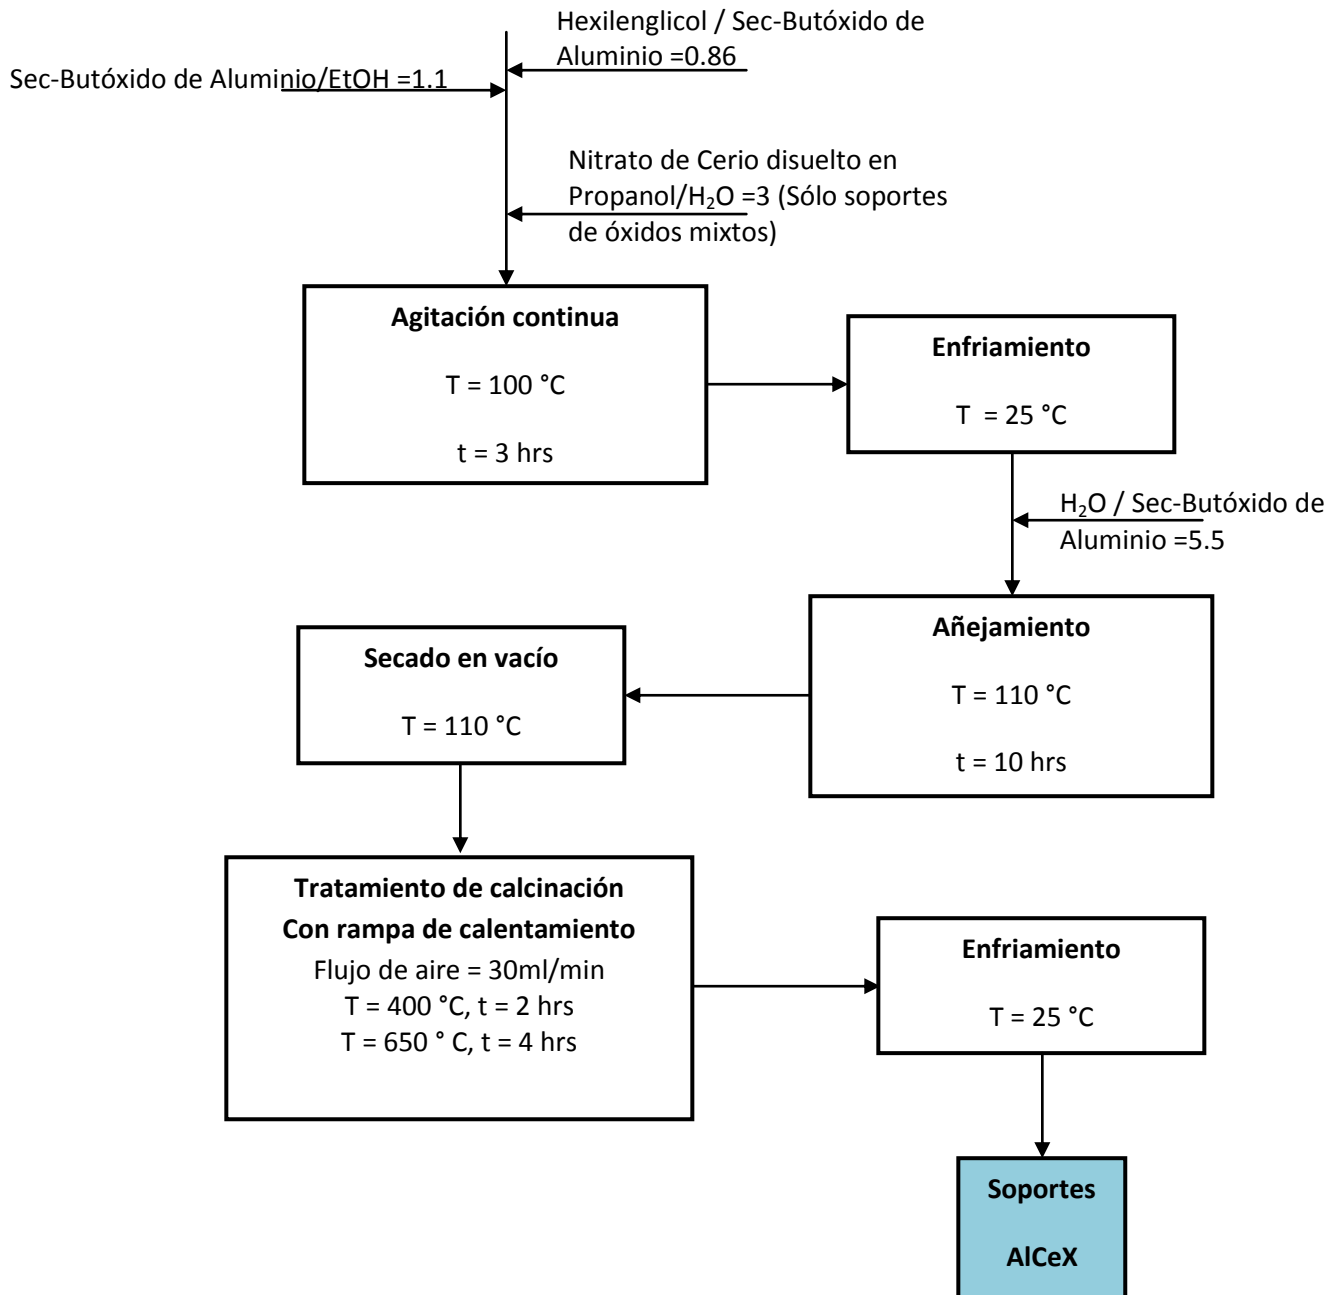 Hexilenglicol / Sec-Butóxido de
Aluminio =0.86
Sec-Butóxido de Aluminio/EtOH =1.1
Nitrato de Cerio disuelto en
Propanol/H₂O =3 (Sólo soportes
de óxidos mixtos)
Agitación continua
T = 100 °C
t = 3 hrs
Enfriamiento
T = 25 °C
H₂O / Sec-Butóxido de
Aluminio =5.5
Añejamiento
T = 110 °C
t = 10 hrs
Secado en vacío
T = 110 °C
Tratamiento de calcinación
Con rampa de calentamiento
Flujo de aire = 30ml/min
T = 400 °C, t = 2 hrs
T = 650 ° C, t = 4 hrs
Enfriamiento
T = 25 °C
Soportes
AlCeX